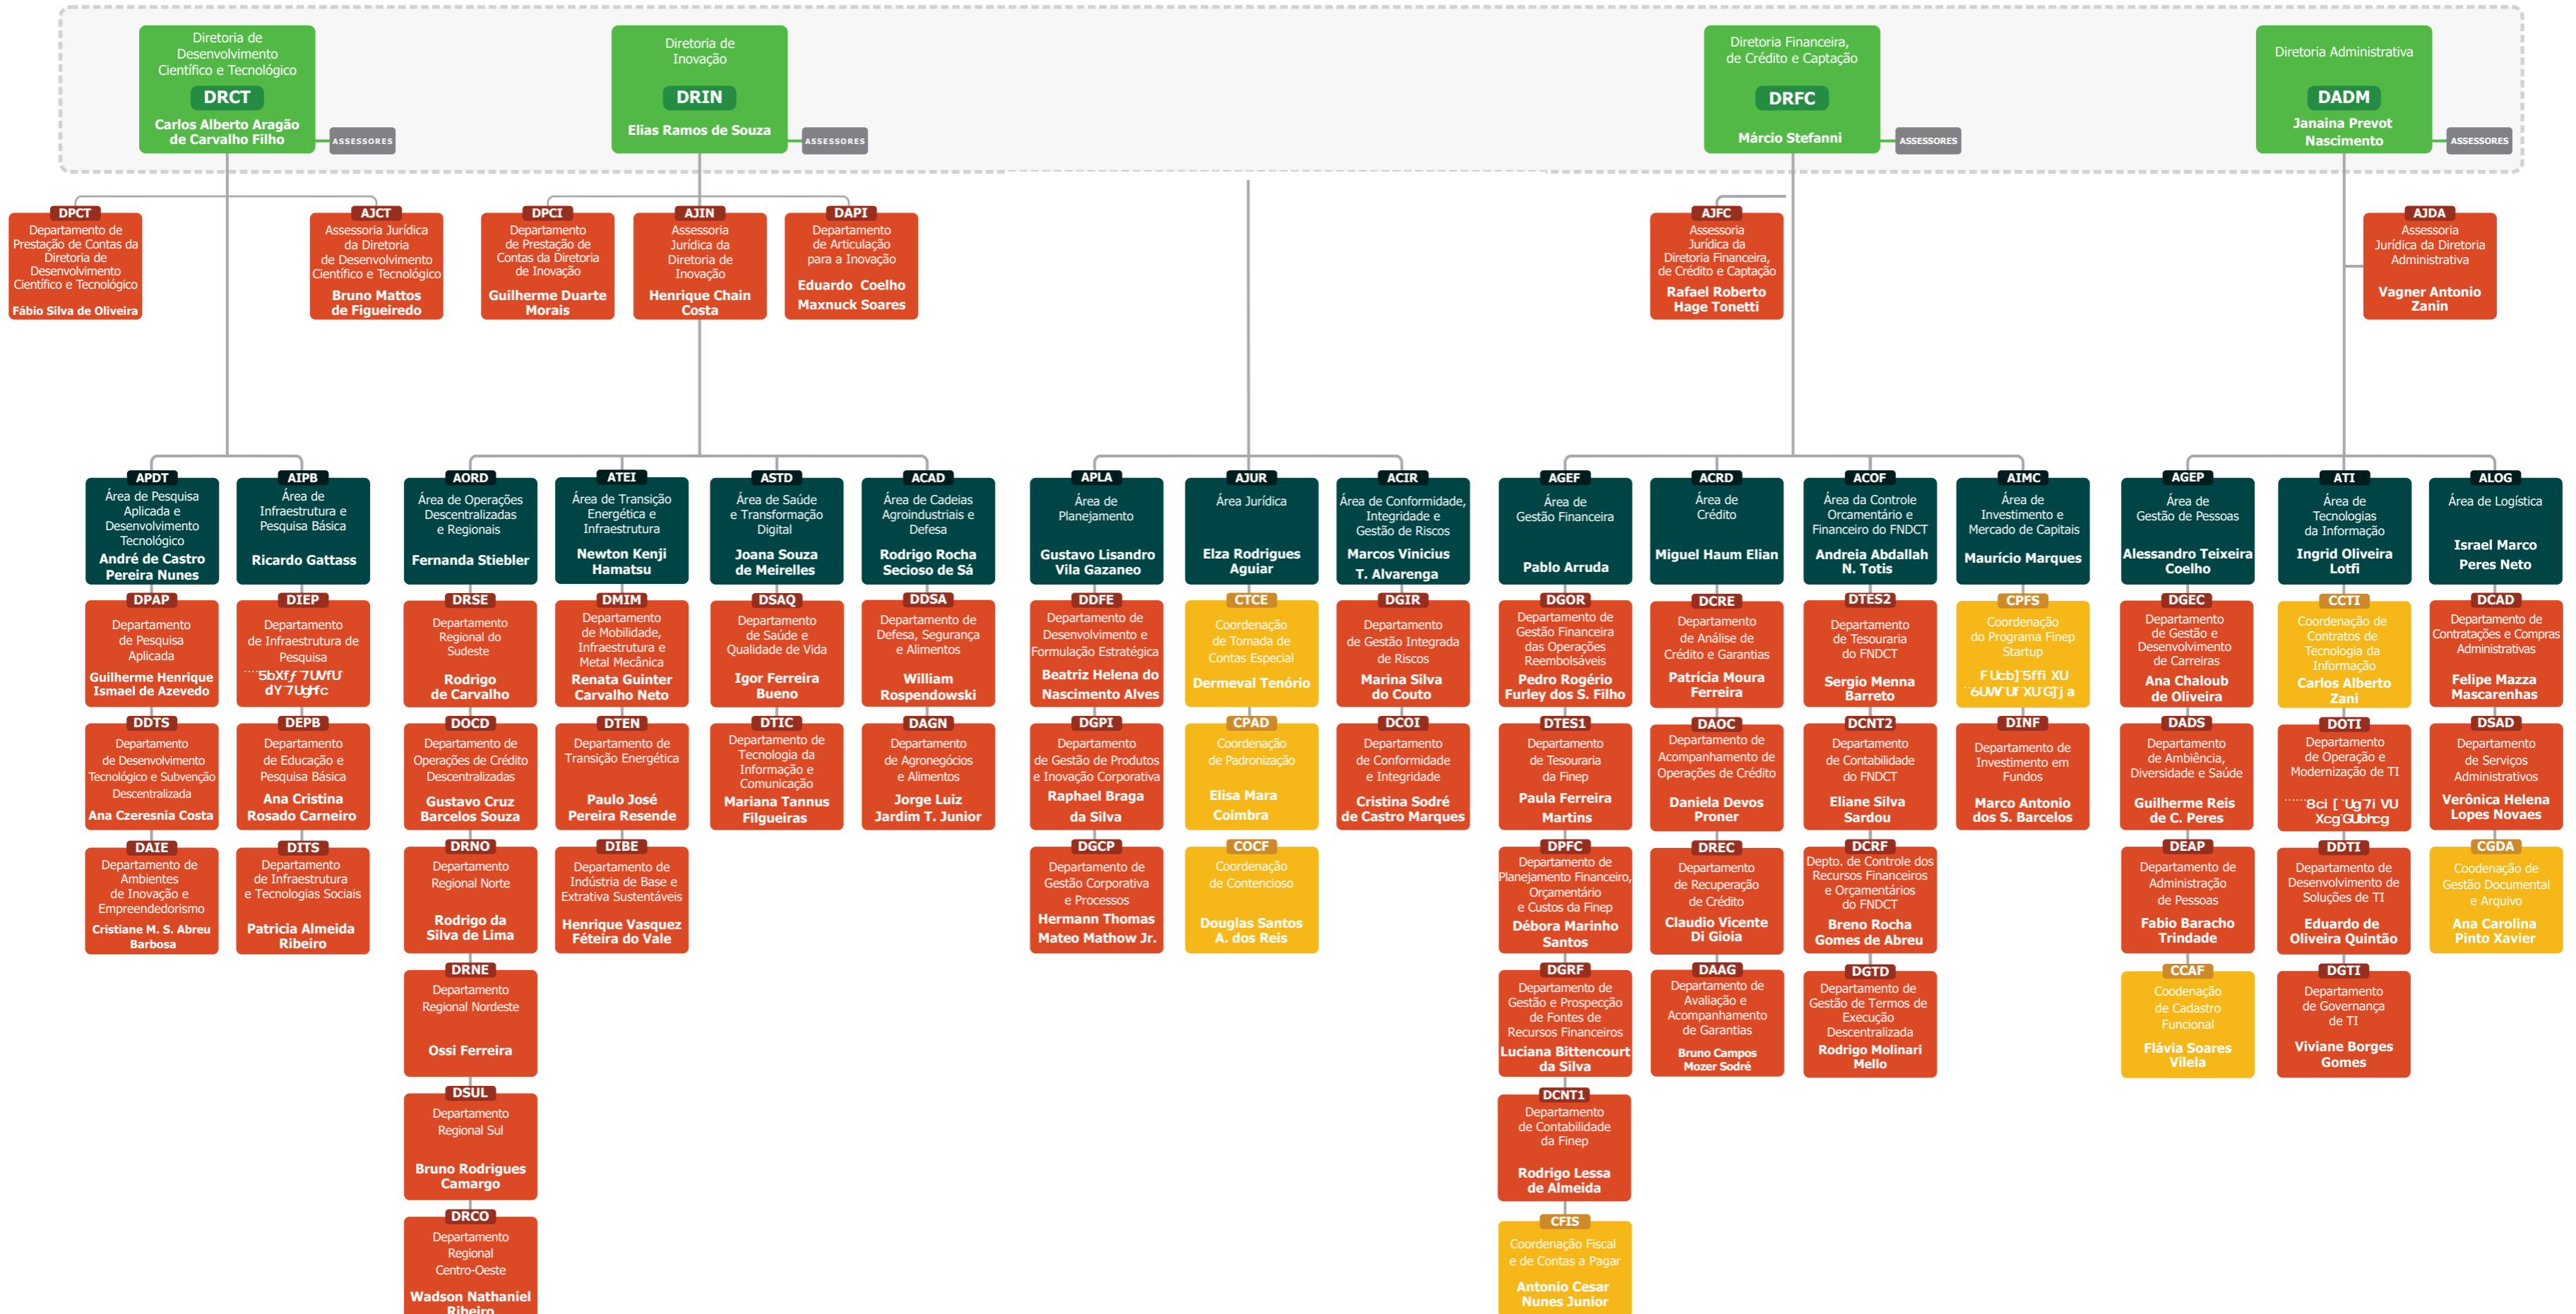 Diretoria de
Desenvolvimento
Científico e Tecnológico
DRCT
Carlos Alberto Aragão
de Carvalho Filho
ASSESSORES
Diretoria de
Inovação
DRIN
Elias Ramos de Souza
ASSESSORES
Diretoria Financeira,
de Crédito e Captação
DRFC
Márcio Stefanni
ASSESSORES
Diretoria Administrativa
DADM
Janaina Prevot
Nascimento
ASSESSORES
DPCT
Departamento de
Prestação de Contas da
Diretoria de
Desenvolvimento
Científico e Tecnológico
Fábio Silva de Oliveira
AJCT
Assessoria Jurídica
da Diretoria
de Desenvolvimento
Científico e Tecnológico
Bruno Mattos
de Figueiredo
DPCI
Departamento
de Prestação de
Contas da Diretoria
de Inovação
Guilherme Duarte
Morais
AJIN
Assessoria
Jurídica da
Diretoria de
Inovação
Henrique Chain
Costa
DAPI
Departamento
de Articulação
para a Inovação
Eduardo Coelho
Maxnuck Soares
AJFC
Assessoria
Jurídica da
Diretoria Financeira,
de Crédito e Captação
Rafael Roberto
Hage Tonetti
AJDA
Assessoria
Jurídica da Diretoria
Administrativa
Vagner Antonio
Zanin
APDT
Área de Pesquisa
Aplicada e
Desenvolvimento
Tecnológico
André de Castro
Pereira Nunes
AIPB
Área de
Infraestrutura e
Pesquisa Básica
Ricardo Gattass
AORD
Área de Operações
Descentralizadas
e Regionais
Fernanda Stiebler
ATEI
Área de Transição
Energética e
Infraestrutura
Newton Kenji
Hamatsu
ASTD
Área de Saúde
e Transformação
Digital
Joana Souza
de Meirelles
ACAD
Área de Cadeias
Agroindustriais e
Defesa
Rodrigo Rocha
Secioso de Sá
APLA
Área de
Planejamento
Gustavo Lisandro
Vila Gazaneo
AJUR
Área Jurídica
Elza Rodrigues
Aguiar
ACIR
Área de Conformidade,
Integridade e
Gestão de Riscos
Marcos Vinicius
T. Alvarenga
AGEF
Área de
Gestão Financeira
Pablo Arruda
ACRD
Área de
Crédito
Miguel Haum Elian
ACOF
Área da Controle
Orcamentário e
Financeiro do FNDCT
Andreia Abdallah
N. Totis
AIMC
Área de
Investimento e
Mercado de Capitais
Maurício Marques
AGEP
Área de
Gestão de Pessoas
Alessandro Teixeira
Coelho
ATI
Área de
Tecnologias
da Informação
Ingrid Oliveira
Lotfi
ALOG
Área de Logística
Israel Marco
Peres Neto
DPAP
Departamento
de Pesquisa
Aplicada
Guilherme Henrique
Ismael de Azevedo
DIEP
Departamento
de Infraestrutura de
Pesquisa
DRSE
Departamento
Regional do
Sudeste
Rodrigo
de Carvalho
DMIM
Departamento
de Mobilidade,
Infraestrutura e
Metal Mecânica
Renata Guinter
Carvalho Neto
DSAQ
Departamento
de Saúde e
Qualidade de Vida
Igor Ferreira
Bueno
DDSA
Departamento de
Defesa, Segurança
e Alimentos
William
Rospendowski
DDFE
Departamento de
Desenvolvimento e
Formulação Estratégica
Beatriz Helena do
Nascimento Alves
CTCE
Coordenação
de Tomada de
Contas Especial
Dermeval Tenório
DGIR
Departamento
de Gestão Integrada
de Riscos
Marina Silva
do Couto
DGOR
Departamento de
Gestão Financeira
das Operações
Reembolsáveis
Pedro Rogério
Furley dos S. Filho
DCRE
Departamento
de Análise de
Crédito e Garantias
Patrícia Moura
Ferreira
DTES2
Departamento
de Tesouraria
do FNDCT
Sergio Menna
Barreto
CPFS
Coordenação
do Programa Finep
Startup
DGEC
Departamento
de Gestão e
Desenvolvimento
de Carreiras
Ana Chaloub
de Oliveira
CCTI
Coordenação de
Contratos de
Tecnologia da
Informação
Carlos Alberto
Zani
DCAD
Departamento de
Contratações e Compras
Administrativas
Felipe Mazza
Mascarenhas
DDTS
Departamento
de Desenvolvimento
Tecnológico e Subvenção
Descentralizada
Ana Czeresnia Costa
DEPB
Departamento
de Educação e
Pesquisa Básica
Ana Cristina
Rosado Carneiro
DOCD
Departamento de
Operações de Crédito
Descentralizadas
Gustavo Cruz
Barcelos Souza
DTEN
Departamento de
Transição Energética
Paulo José
Pereira Resende
DTIC
Departamento de
Tecnologia da
Informação e
Comunicação
Mariana Tannus
Filgueiras
DAGN
Departamento
de Agronegócios
e Alimentos
Jorge Luiz
Jardim T. Junior
DGPI
Departamento
de Gestão de Produtos
e Inovação Corporativa
Raphael Braga
da Silva
CPAD
Coordenação
de Padronização
Elisa Mara
Coimbra
DCOI
Departamento
de Conformidade
e Integridade
Cristina Sodré
de Castro Marques
DTES1
Departamento
de Tesouraria
da Finep
Paula Ferreira
Martins
DAOC
Departamento de
Acompanhamento de
Operações de Crédito
Daniela Devos
Proner
DCNT2
Departamento
de Contabilidade
do FNDCT
Eliane Silva
Sardou
DINF
Departamento de
Investimento em
Fundos
Marco Antonio
dos S. Barcelos
DADS
Departamento
de Ambiência,
Diversidade e Saúde
Guilherme Reis
de C. Peres
DOTI
Departamento
de Operação e
Modernização de TI
DSAD
Departamento
de Serviços
Administrativos
Verônica Helena
Lopes Novaes
DAIE
Departamento de
Ambientes
de Inovação e
Empreendedorismo
Cristiane M. S. Abreu
Barbosa
DITS
Departamento
de Infraestrutura
e Tecnologias Sociais
Patricia Almeida
Ribeiro
DRNO
Departamento
Regional Norte
Rodrigo da
Silva de Lima
DIBE
Departamento de
Indústria de Base e
Extrativa Sustentáveis
Henrique Vasquez
Féteira do Vale
DGCP
Departamento de
Gestão Corporativa
e Processos
Hermann Thomas
Mateo Mathow Jr.
COCF
Coordenação
de Contencioso
Douglas Santos
A. dos Reis
DPFC
Departamento de
Planejamento Financeiro,
Orçamentário
e Custos da Finep
Débora Marinho
Santos
DREC
Departamento
de Recuperação
de Crédito
Claudio Vicente
Di Gioia
DCRF
Depto. de Controle dos
Recursos Financeiros
e Orçamentários
do FNDCT
Breno Rocha
Gomes de Abreu
DEAP
Departamento de
Administração
de Pessoas
Fabio Baracho
Trindade
DDTI
Departamento de
Desenvolvimento de
Soluções de TI
Eduardo de
Oliveira Quintão
CGDA
Coodenação de
Gestão Documental
e Arquivo
Ana Carolina
Pinto Xavier
DRNE
Departamento
Regional Nordeste
Ossi Ferreira
DGRF
Departamento de
Gestão e Prospecção
de Fontes de
Recursos Financeiros
Luciana Bittencourt
da Silva
DAAG
Departamento de
Avaliação e
Acompanhamento
de Garantias
Bruno Campos
Mozer Sodré
DGTD
Departamento de
Gestão de Termos de
Execução
Descentralizada
Rodrigo Molinari
Mello
CCAF
Coodenação
de Cadastro
Funcional
Flávia Soares
Vilela
DGTI
Departamento
de Governança
de TI
Viviane Borges
Gomes
DSUL
Departamento
Regional Sul
Bruno Rodrigues
Camargo
DCNT1
Departamento
de Contabilidade
da Finep
Rodrigo Lessa
de Almeida
DRCO
Departamento
Regional
Centro-Oeste
Wadson Nathaniel
Ribeiro
CFIS
Coordenação Fiscal
e de Contas a Pagar
Antonio Cesar
Nunes Junior